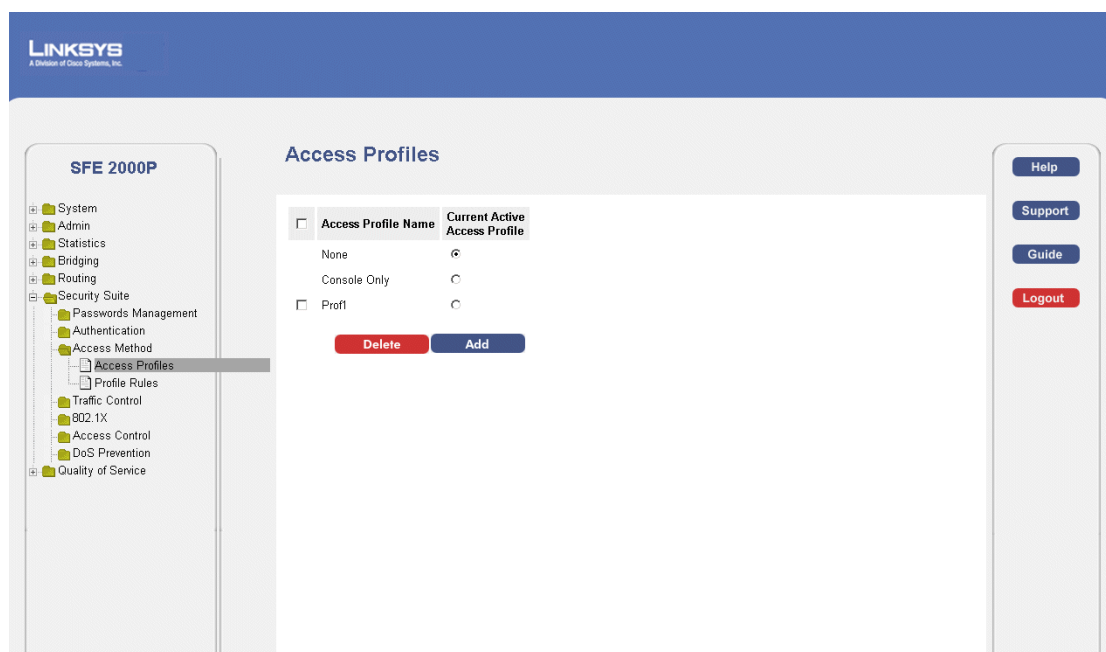 LINKSYS
A Division of Cisco Systems, Inc.
SFE 2000P
System
Admin
Statistics
Bridging
Routing
Security Suite
Passwords Management
Authentication
Access Method
Access Profiles
Profile Rules
Traffic Control
802.1X
Access Control
DoS Prevention
Quality of Service
Access Profiles
Access Profile Name
Current Active
Access Profile
None
Console Only
Prof1
Delete Add
Help
Support
Guide
Logout